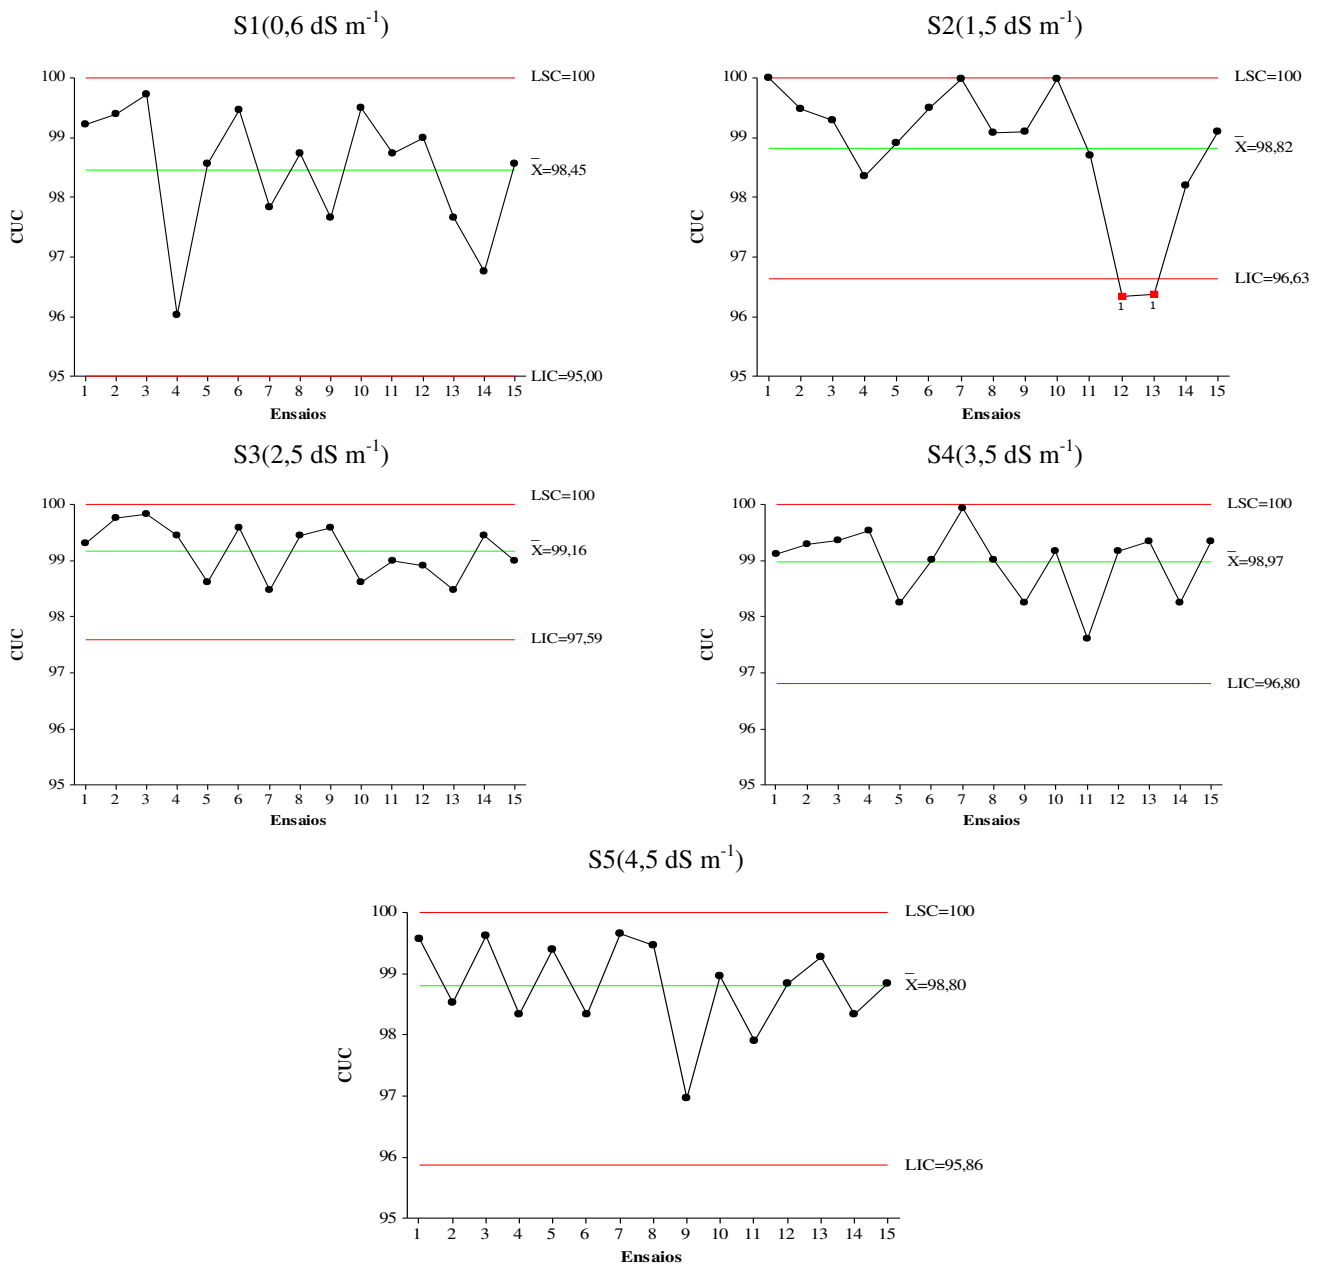 S1(0,6 dS m-1)
100
99
98
97
96
95
CUC
LSC=100
X̄=98,45
LIC=95,00
1 2 3 4 5 6 7 8 9 10 11 12 13 14 15
Ensaios
S2(1,5 dS m-1)
100
99
98
97
96
95
CUC
LSC=100
X̄=98,82
LIC=96,63
1 1
1 2 3 4 5 6 7 8 9 10 11 12 13 14 15
Ensaios
S3(2,5 dS m-1)
100
99
98
97
96
95
CUC
LSC=100
X̄=99,16
LIC=97,59
1 2 3 4 5 6 7 8 9 10 11 12 13 14 15
Ensaios
S4(3,5 dS m-1)
100
99
98
97
96
95
CUC
LSC=100
X̄=98,97
LIC=96,80
1 2 3 4 5 6 7 8 9 10 11 12 13 14 15
Ensaios
S5(4,5 dS m-1)
100
99
98
97
96
95
CUC
LSC=100
X̄=98,80
LIC=95,86
1 2 3 4 5 6 7 8 9 10 11 12 13 14 15
Ensaios